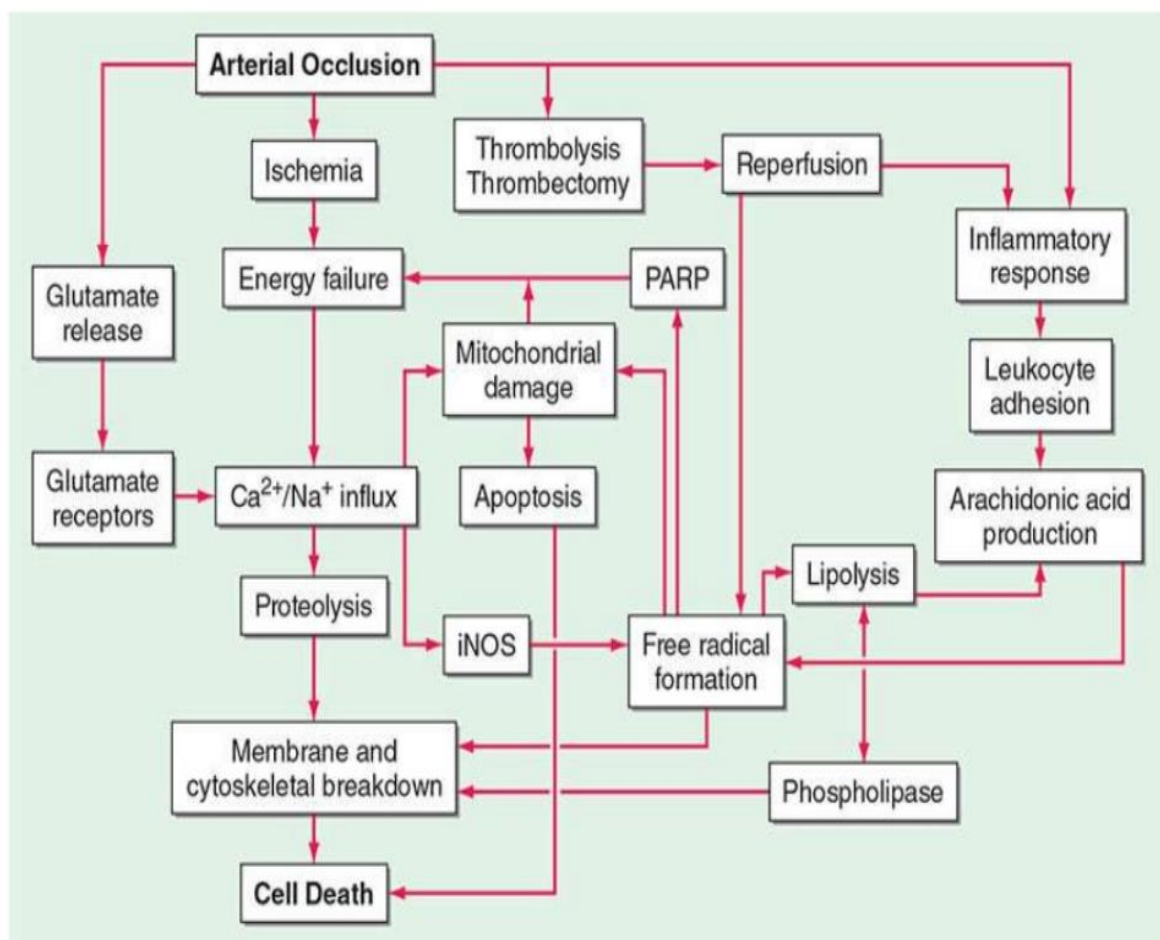 Arterial Occlusion
Ischemia
Thrombolysis
Thrombectomy
Reperfusion
Inflammatory
response
Energy failure
PARP
Glutamate
release
Mitochondrial
damage
Leukocyte
adhesion
Glutamate
receptors
Ca²⁺/Na⁺ influx
Apoptosis
Arachidonic acid
production
Lipolysis
Proteolysis
iNOS
Free radical
formation
Membrane and
cytoskeletal breakdown
Phospholipase
Cell Death